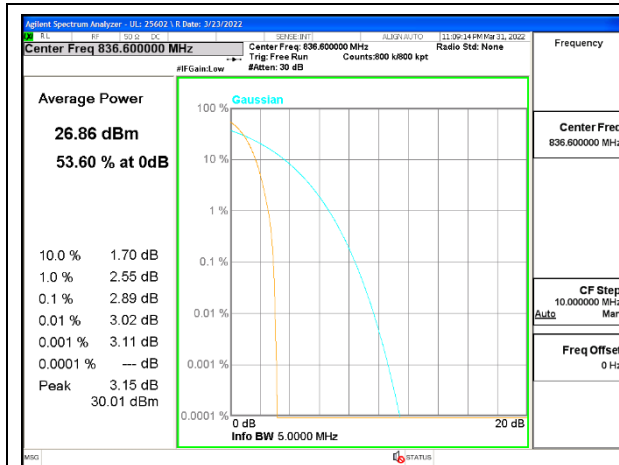 Agilent Spectrum Analyzer - UL: 25602 \ R Date: 3/23/2022
RL RF 50 Ω DC SENSE:INT ALIGN AUTO 11:09:14 PM Mar 31, 2022
Center Freq 836.600000 MHz
Center Freq: 836.600000 MHz Radio Std: None
Trig: Free Run Counts:800 k/800 kpt
#IFGain:Low #Atten: 30 dB
Frequency
Average Power
26.86 dBm
53.60 % at 0dB
10.0 % 1.70 dB
1.0 % 2.55 dB
0.1 % 2.89 dB
0.01 % 3.02 dB
0.001 % 3.11 dB
0.0001 % --- dB
Peak 3.15 dB
30.01 dBm
Gaussian
100 %
10 %
1 %
0.1 %
0.01 %
0.001 %
0.0001 %
0 dB 20 dB
Info BW 5.0000 MHz
Center Freq
836.600000 MHz
CF Step
10.000000 MHz
Auto Man
Freq Offset
0 Hz
MSG STATUS